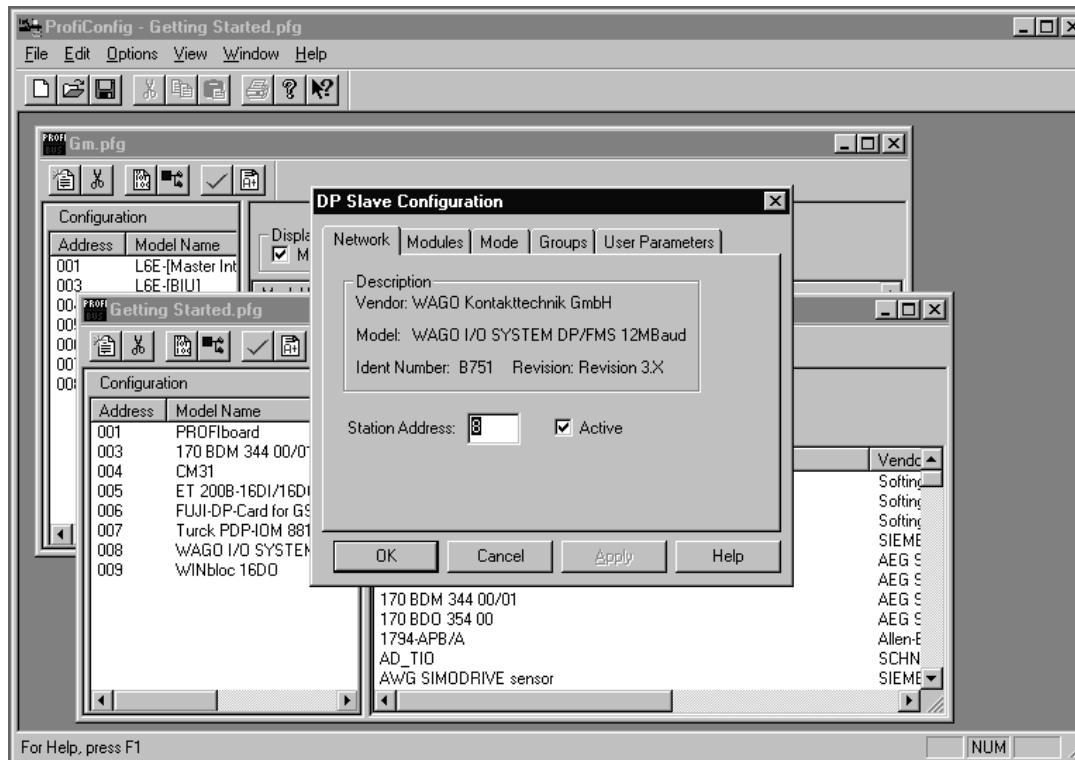 ProfiConfig - Getting Started.pfg
File Edit Options View Window Help
PROFI BUS Gm.pfg
Configuration
Address Model Name
001 L6E-[Master Int
003 L6E-[BIU]
DP Slave Configuration
Network Modules Mode Groups User Parameters
Description
Vendor: WAGO Kontakttechnik GmbH
Model: WAGO I/O SYSTEM DP/FMS 12MBaud
Ident Number: B751 Revision: Revision 3.X
Station Address: 8 Active
OK Cancel Apply Help
PROFI BUS Getting Started.pfg
Configuration
Address Model Name
001 PROFIboard
003 170 BDM 344 00/01
004 CM31
005 ET 200B-16DI/16D
006 FUJI-DP-Card for G
007 Turck PDP-IOM 881
008 WAGO I/O SYSTEM
009 WINbloc 16DO
Vendo
Softing
Softing
Softing
SIEME
AEG S
AEG S
170 BDM 344 00/01 AEG S
170 BDO 354 00 AEG S
1794-APB/A Allen-B
AD_TIO SCHN
AWG SIMODRIVE sensor SIEME
For Help, press F1
NUM